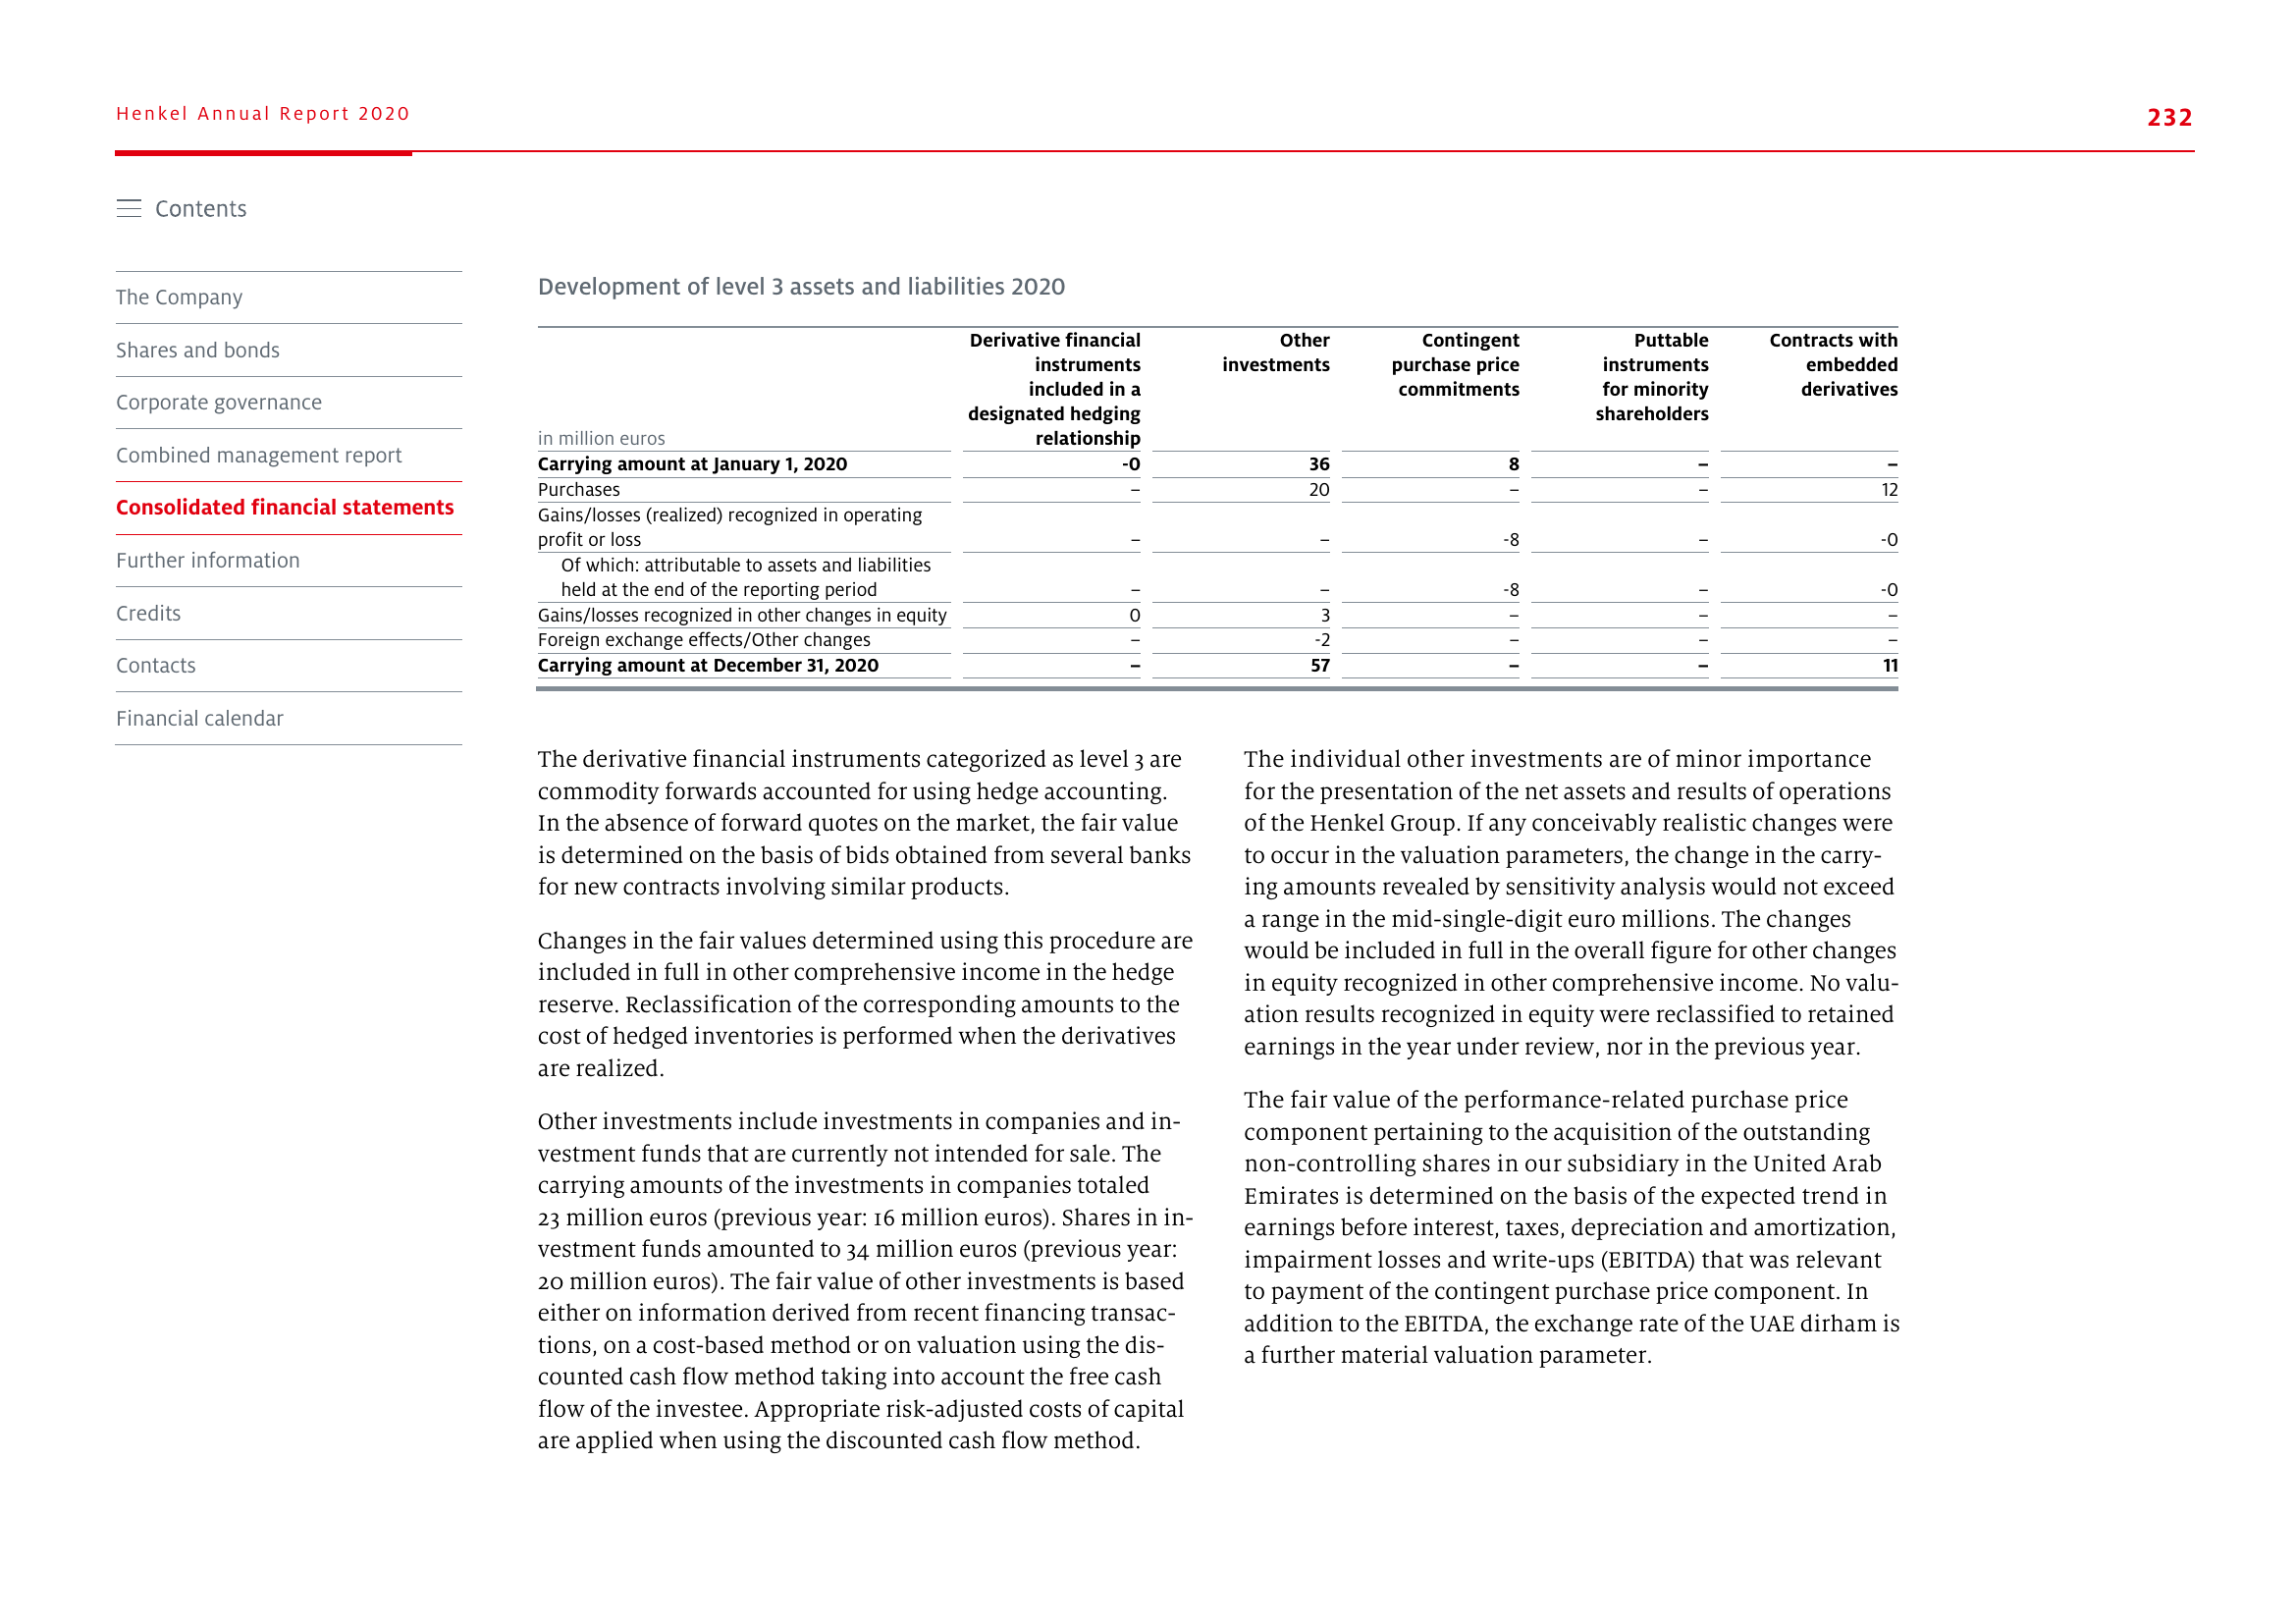 Henkel Annual Report 2020
232
Contents
The Company
Shares and bonds
Corporate governance
Combined management report
Consolidated financial statements
Further information
Credits
Contacts
Financial calendar
Development of level 3 assets and liabilities 2020
in million euros
Derivative financial
instruments
included in a
designated hedging
relationship
Other
investments
Contingent
purchase price
commitments
Puttable
instruments
for minority
shareholders
Contracts with
embedded
derivatives
Carrying amount at January 1, 2020 -0 36 8 – –
Purchases – 20 – – 12
Gains/losses (realized) recognized in operating
profit or loss – – -8 – -0
Of which: attributable to assets and liabilities
held at the end of the reporting period – – -8 – -0
Gains/losses recognized in other changes in equity 0 3 – – –
Foreign exchange effects/Other changes – -2 – – –
Carrying amount at December 31, 2020 – 57 – – 11
The derivative financial instruments categorized as level 3 are
commodity forwards accounted for using hedge accounting.
In the absence of forward quotes on the market, the fair value
is determined on the basis of bids obtained from several banks
for new contracts involving similar products.
Changes in the fair values determined using this procedure are
included in full in other comprehensive income in the hedge
reserve. Reclassification of the corresponding amounts to the
cost of hedged inventories is performed when the derivatives
are realized.
Other investments include investments in companies and in-
vestment funds that are currently not intended for sale. The
carrying amounts of the investments in companies totaled
23 million euros (previous year: 16 million euros). Shares in in-
vestment funds amounted to 34 million euros (previous year:
20 million euros). The fair value of other investments is based
either on information derived from recent financing transac-
tions, on a cost-based method or on valuation using the dis-
counted cash flow method taking into account the free cash
flow of the investee. Appropriate risk-adjusted costs of capital
are applied when using the discounted cash flow method.
The individual other investments are of minor importance
for the presentation of the net assets and results of operations
of the Henkel Group. If any conceivably realistic changes were
to occur in the valuation parameters, the change in the carry-
ing amounts revealed by sensitivity analysis would not exceed
a range in the mid-single-digit euro millions. The changes
would be included in full in the overall figure for other changes
in equity recognized in other comprehensive income. No valu-
ation results recognized in equity were reclassified to retained
earnings in the year under review, nor in the previous year.
The fair value of the performance-related purchase price
component pertaining to the acquisition of the outstanding
non-controlling shares in our subsidiary in the United Arab
Emirates is determined on the basis of the expected trend in
earnings before interest, taxes, depreciation and amortization,
impairment losses and write-ups (EBITDA) that was relevant
to payment of the contingent purchase price component. In
addition to the EBITDA, the exchange rate of the UAE dirham is
a further material valuation parameter.